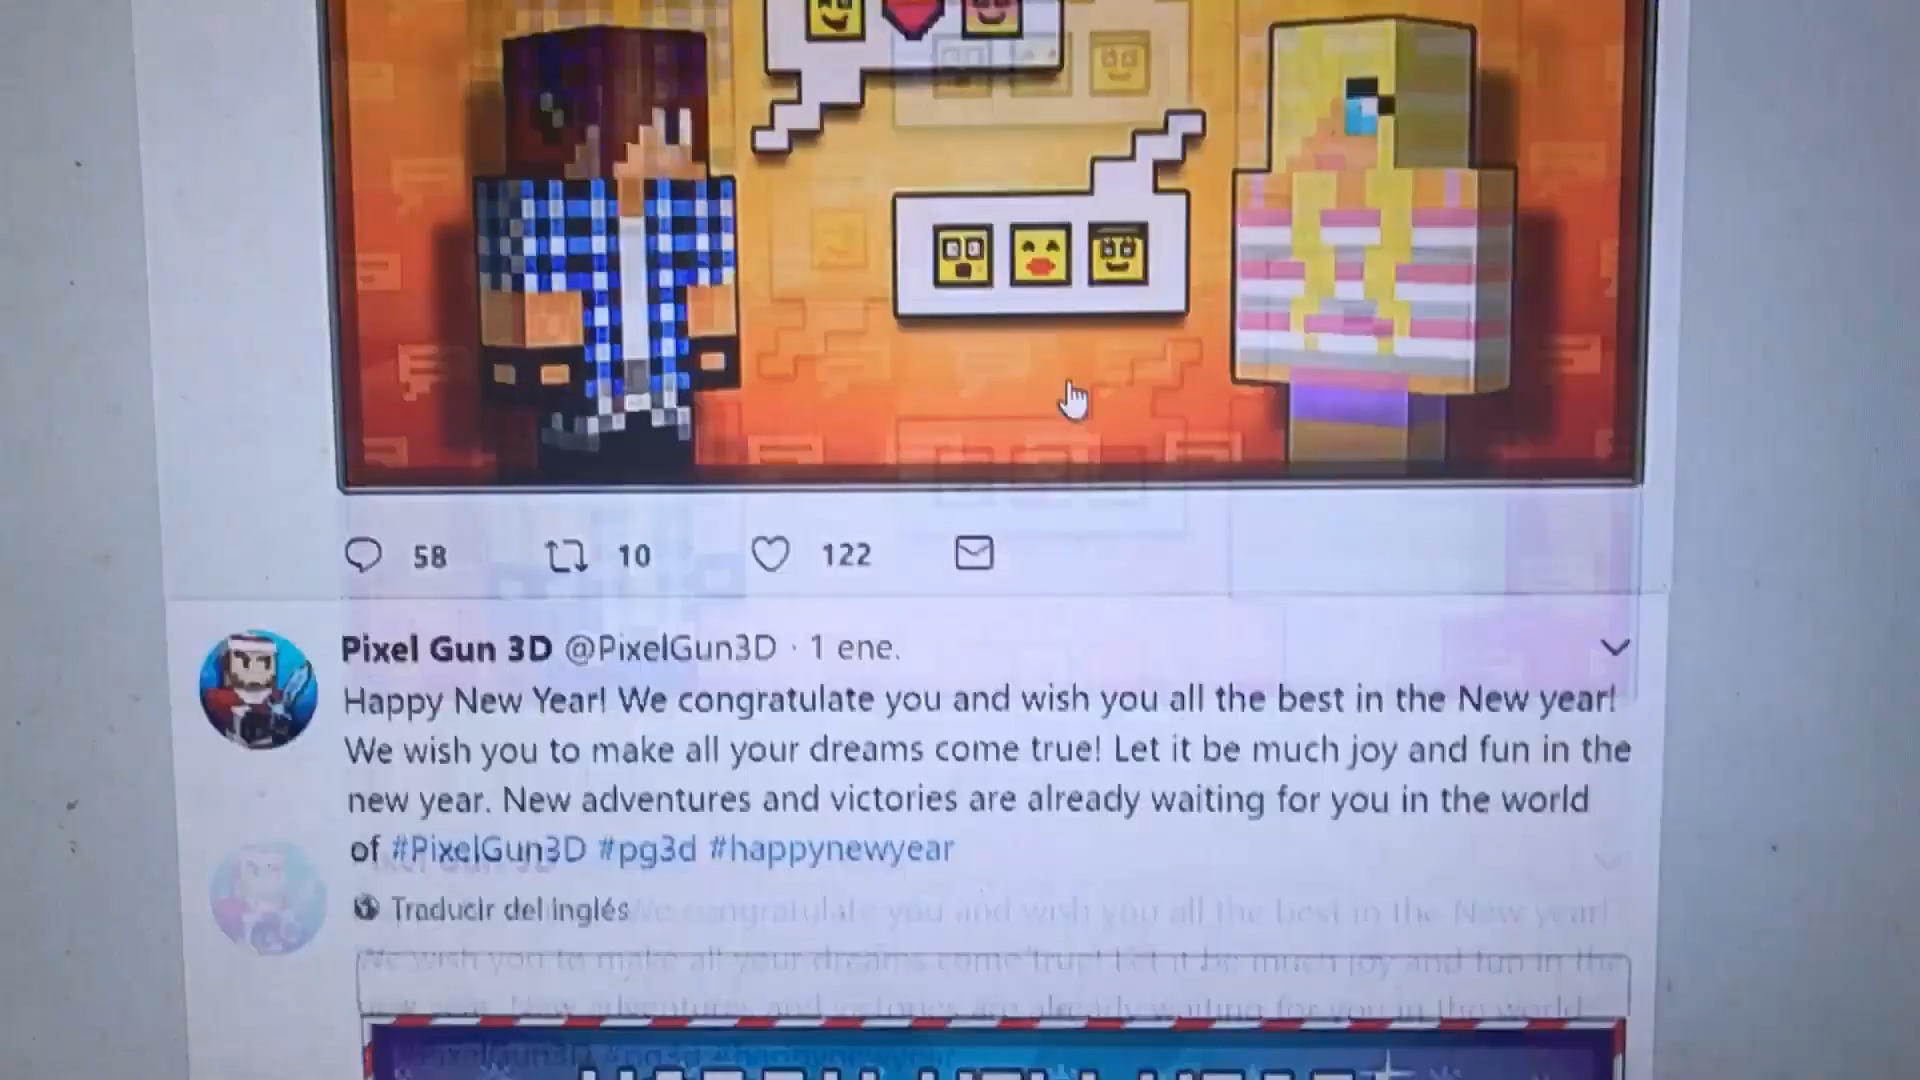 58 10 122
Pixel Gun 3D @PixelGun3D · 1 ene.
Happy New Year! We congratulate you and wish you all the best in the New year!
We wish you to make all your dreams come true! Let it be much joy and fun in the
new year. New adventures and victories are already waiting for you in the world
of #PixelGun3D #pg3d #happynewyear
Traducir del inglés